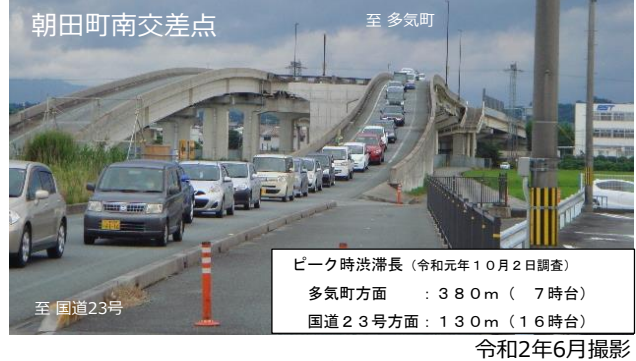 朝田町南交差点
至 多気町
至 国道23号
ピーク時渋滞長（令和元年１０月２日調査）
多気町方面　　：３８０ｍ（　７時台）
国道２３号方面：１３０ｍ（１６時台）
令和2年6月撮影